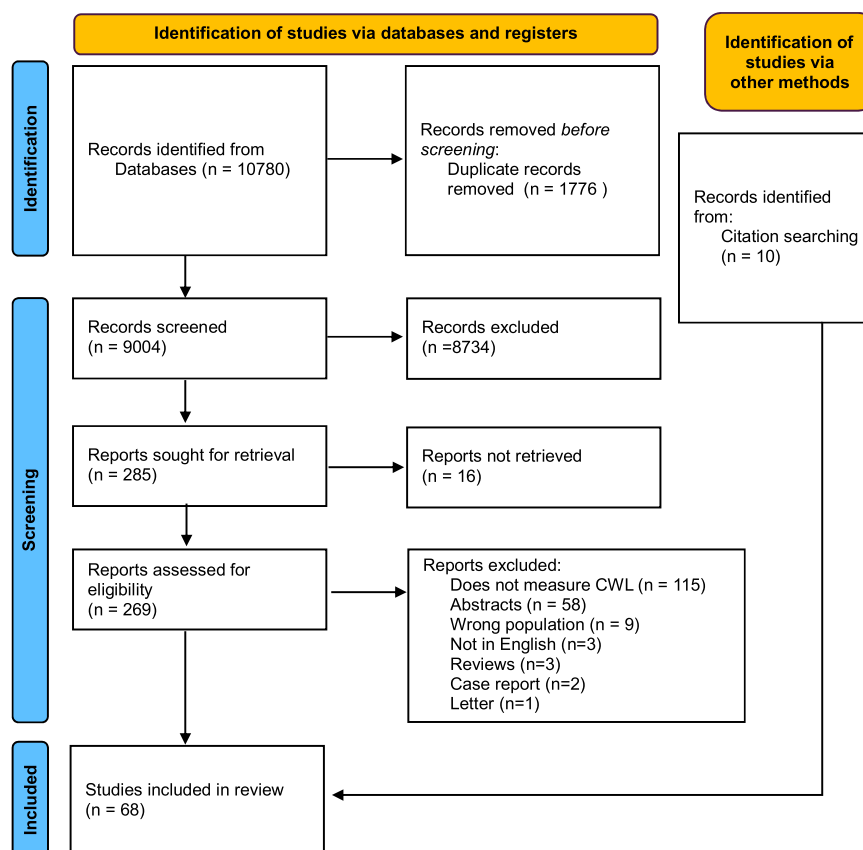 Identification of studies via databases and registers
Identification of
studies via
other methods
Identification
Records identified from
Databases (n = 10780)
Records removed before
screening:
Duplicate records
removed  (n = 1776 )
Records identified
from:
Citation searching
(n = 10)
Screening
Records screened
(n = 9004)
Records excluded
(n =8734)
Reports sought for retrieval
(n = 285)
Reports not retrieved
(n = 16)
Reports assessed for
eligibility
(n = 269)
Reports excluded:
Does not measure CWL (n = 115)
Abstracts (n = 58)
Wrong population (n = 9)
Not in English (n=3)
Reviews (n=3)
Case report (n=2)
Letter (n=1)
Included
Studies included in review
(n = 68)